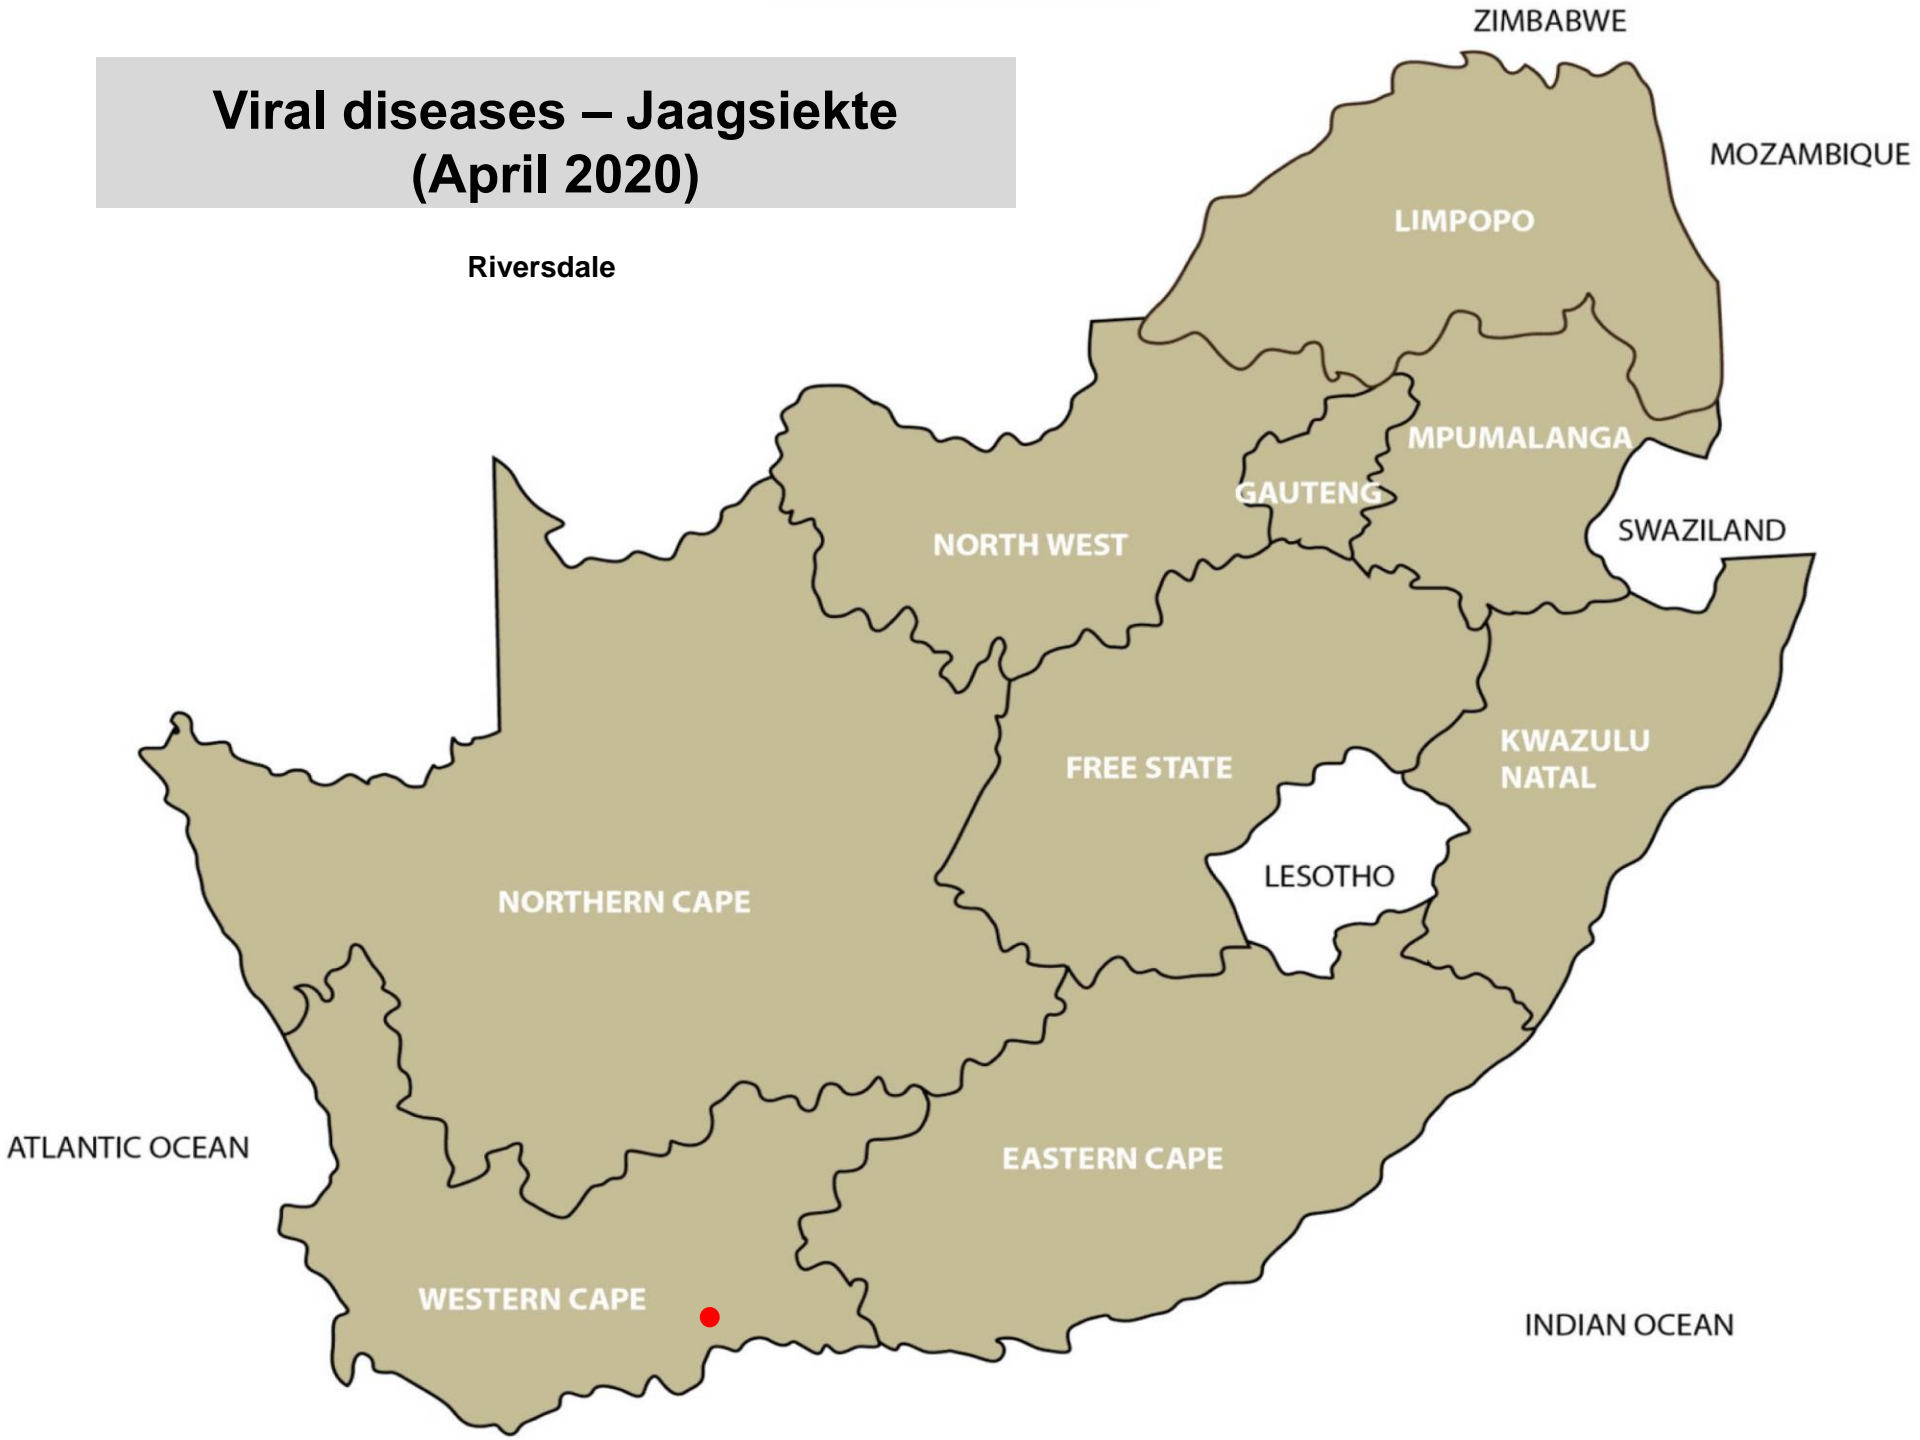 Viral diseases – Jaagsiekte
(April 2020)
Riversdale
ZIMBABWE
MOZAMBIQUE
LIMPOPO
MPUMALANGA
GAUTENG
SWAZILAND
NORTH WEST
KWAZULU
NATAL
FREE STATE
LESOTHO
NORTHERN CAPE
ATLANTIC OCEAN
EASTERN CAPE
WESTERN CAPE
INDIAN OCEAN